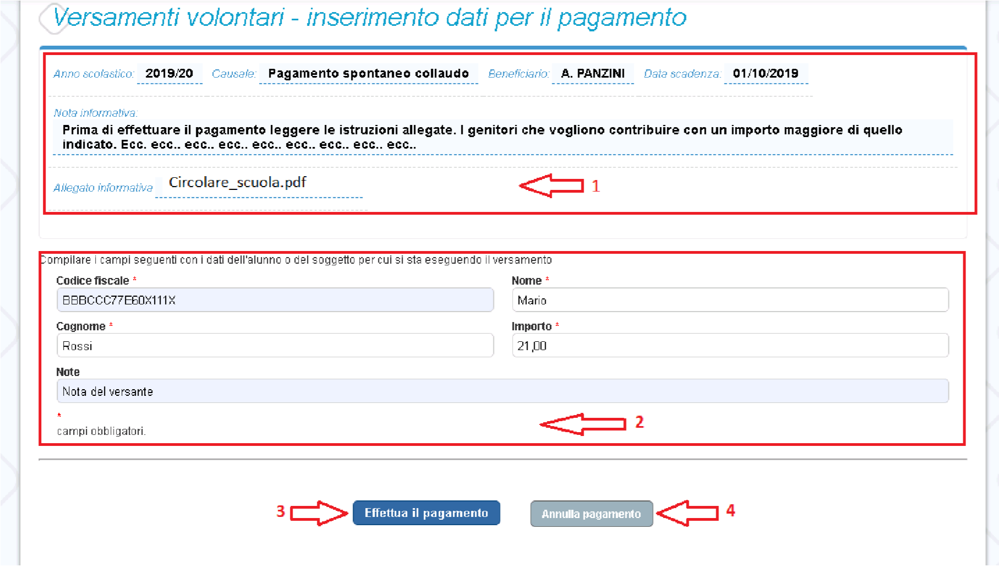 Versamenti volontari - inserimento dati per il pagamento
Anno scolastico: 2019/20 Causale: Pagamento spontaneo collaudo Beneficiario: A. PANZINI Data scadenza: 01/10/2019
Nota informativa:
Prima di effettuare il pagamento leggere le istruzioni allegate. I genitori che vogliono contribuire con un importo maggiore di quello
indicato. Ecc. ecc.. ecc.. ecc.. ecc.. ecc.. ecc.. ecc.. ecc..
Allegato informativa Circolare_scuola.pdf 1
Compilare i campi seguenti con i dati dell'alunno o del soggetto per cui si sta eseguendo il versamento
Codice fiscale * Nome *
BBBCCC77E60X111X Mario
Cognome * Importo *
Rossi 21,00
Note
Nota del versante
*
2
campi obbligatori.
3 Effettua il pagamento Annulla pagamento 4